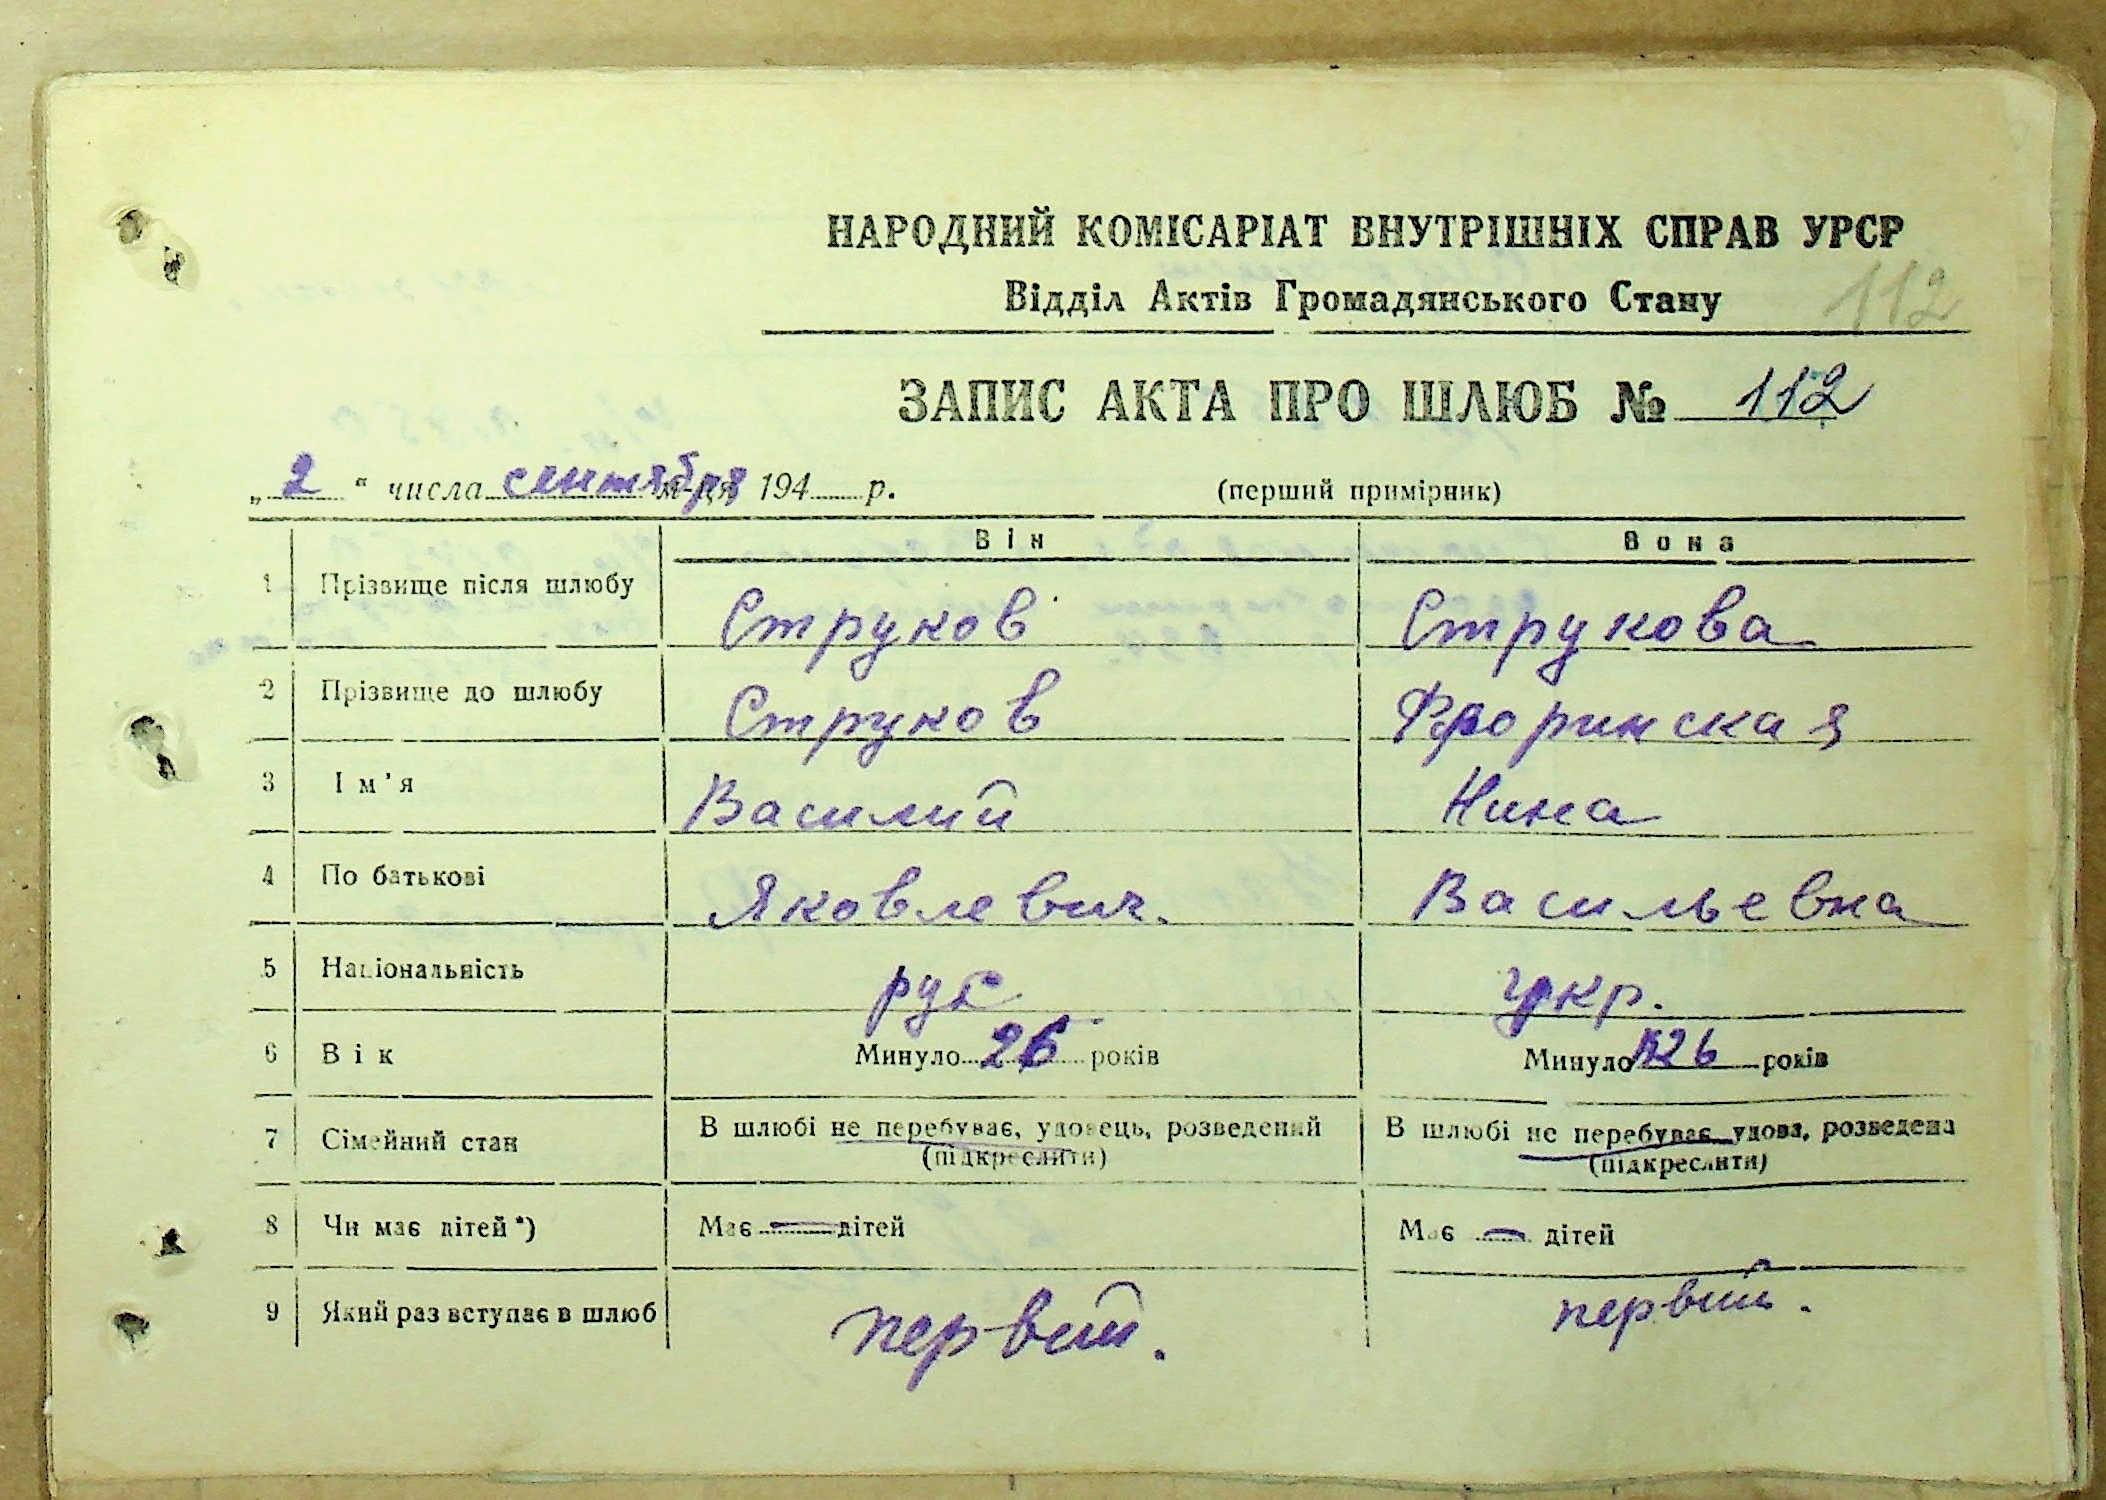 НАРОДНИЙ КОМІСАРІАТ ВНУТРІШНІХ СПРАВ УРСР
Відділ Актів Громадянського Стану
112
ЗАПИС АКТА ПРО ШЛЮБ № 112
„ 2 “ числа сентября м-ця 194 р. (перший примірник)
Він Вона
1 Прізвище після шлюбу Струков Струкова
2 Прізвище до шлюбу Струков Флоринская
3 Ім'я Василий Нина
4 По батькові Яковлевич. Васильевна
5 Національність рус укр.
6 Вік Минуло 26 років Минуло 26 років
7 Сімейний стан В шлюбі не перебуває, удовець, розведений В шлюбі не перебуває, удова, розведена
(підкреслити) (підкреслити)
8 Чи має дітей*) Має — дітей Має — дітей
9 Який раз вступає в шлюб первый. первый.